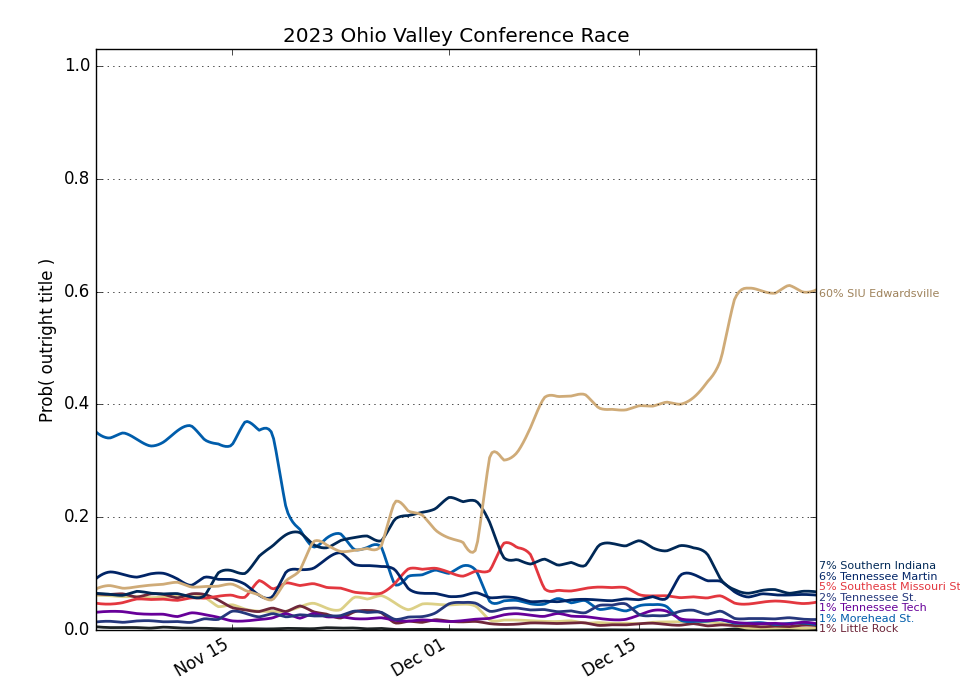 2023 Ohio Valley Conference Race
1.0
0.8
0.6
0.4
0.2
0.0
Prob( outright title )
Nov 15
Dec 01
Dec 15
60% SIU Edwardsville
7% Southern Indiana
6% Tennessee Martin
5% Southeast Missouri St
2% Tennessee St.
1% Tennessee Tech
1% Morehead St.
1% Little Rock